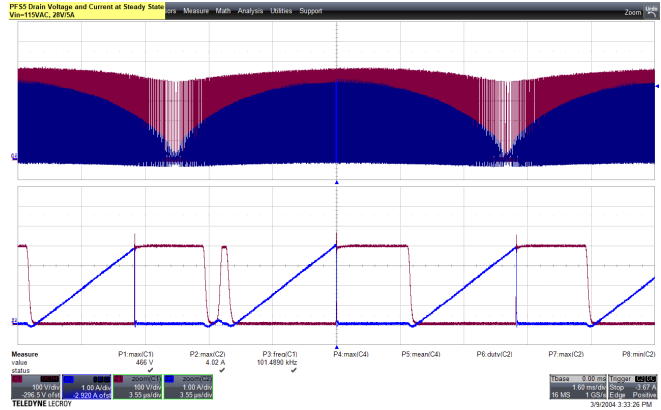 PFS5 Drain Voltage and Current at Steady State
Vin=115VAC, 28V/5A
Measure Math Analysis Utilities Support
Zoom Undo
Measure P1:max(C1) P2:max(C2) P3:freq(C1) P4:max(C4) P5:mean(C4) P6:duty(C2) P7:max(C2) P8:min(C2)
value 466 V 4.02 A 101.4890 kHz
status
zoom(C1) zoom(C2) Tbase 0.00 ms Trigger
100 V/div 1.00 A/div 100 V/div 1.00 A/div 1.60 ms/div Stop -3.67 A
-296.5 V ofst -2.920 A ofst 3.55 µs/div 3.55 µs/div 16 MS 1 GS/s Edge Positive
TELEDYNE LECROY 3/9/2004 3:33:26 PM